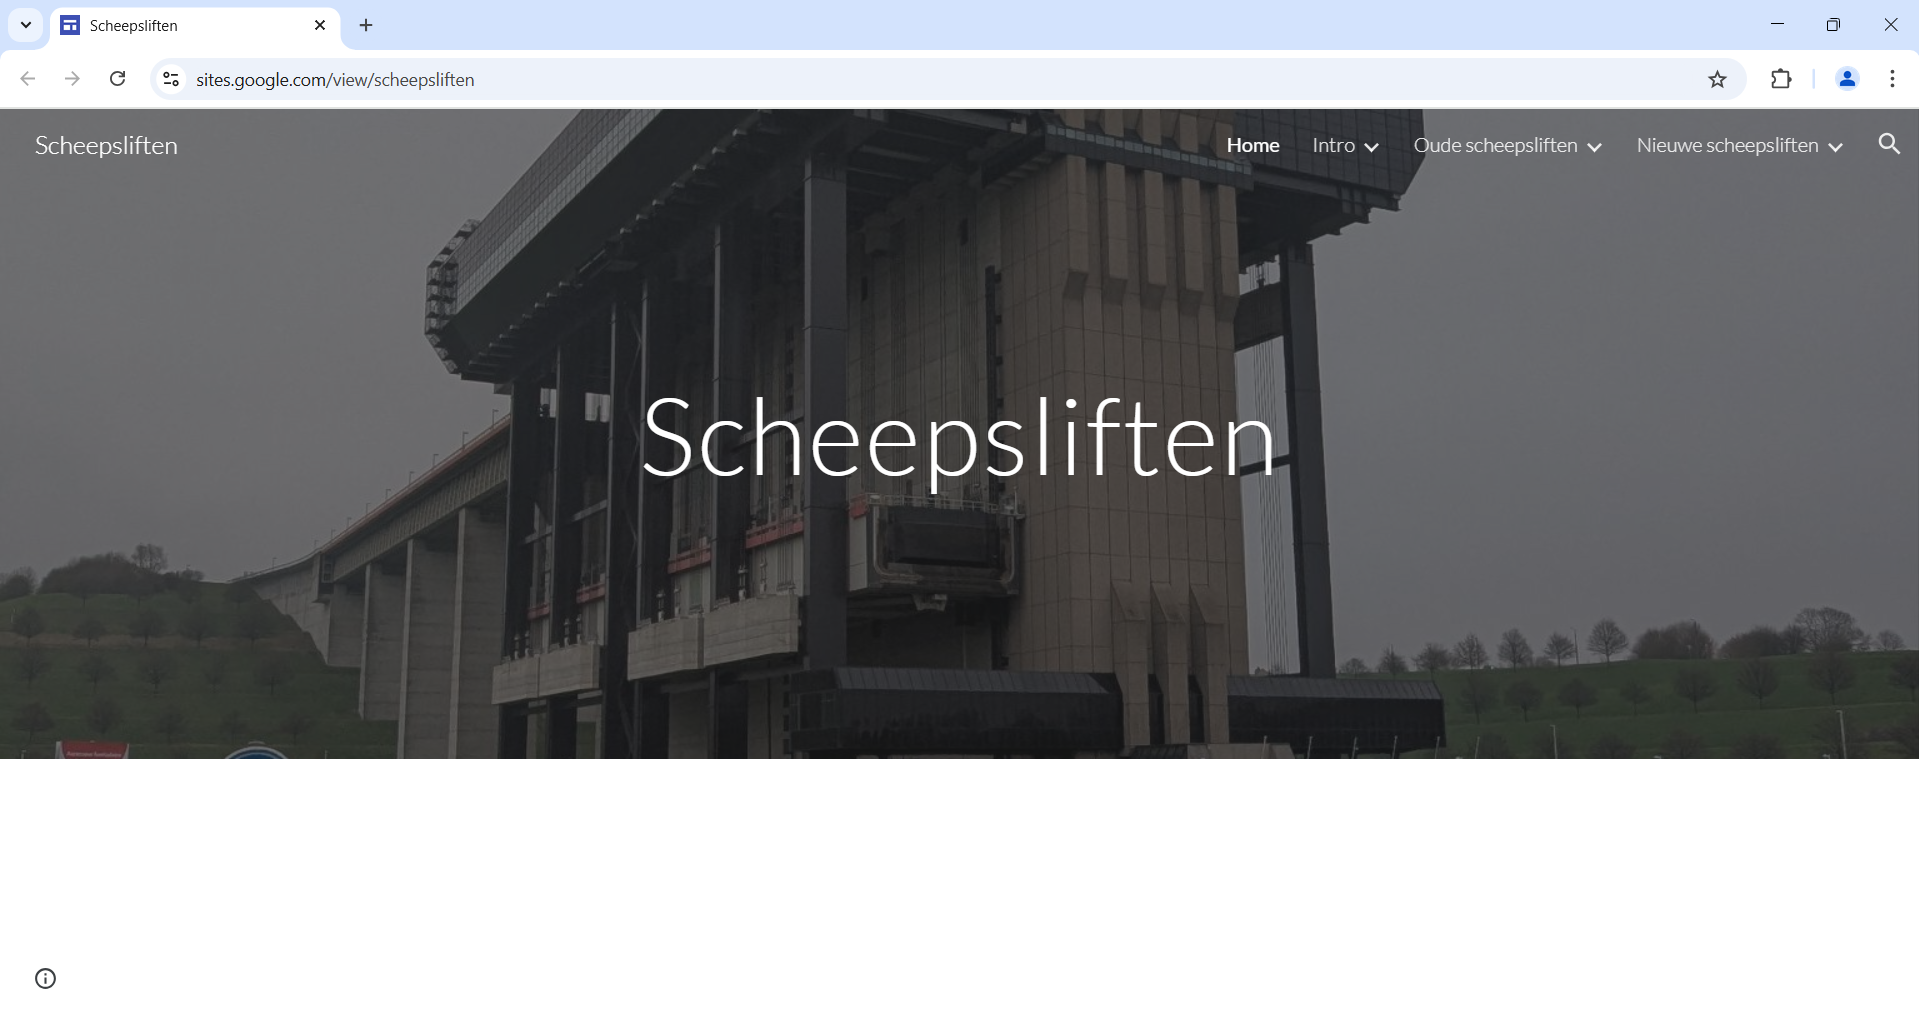 Scheepsliften
sites.google.com/view/scheepsliften
Scheepsliften
Home
Intro
Oude scheepsliften
Nieuwe scheepsliften
Scheepsliften